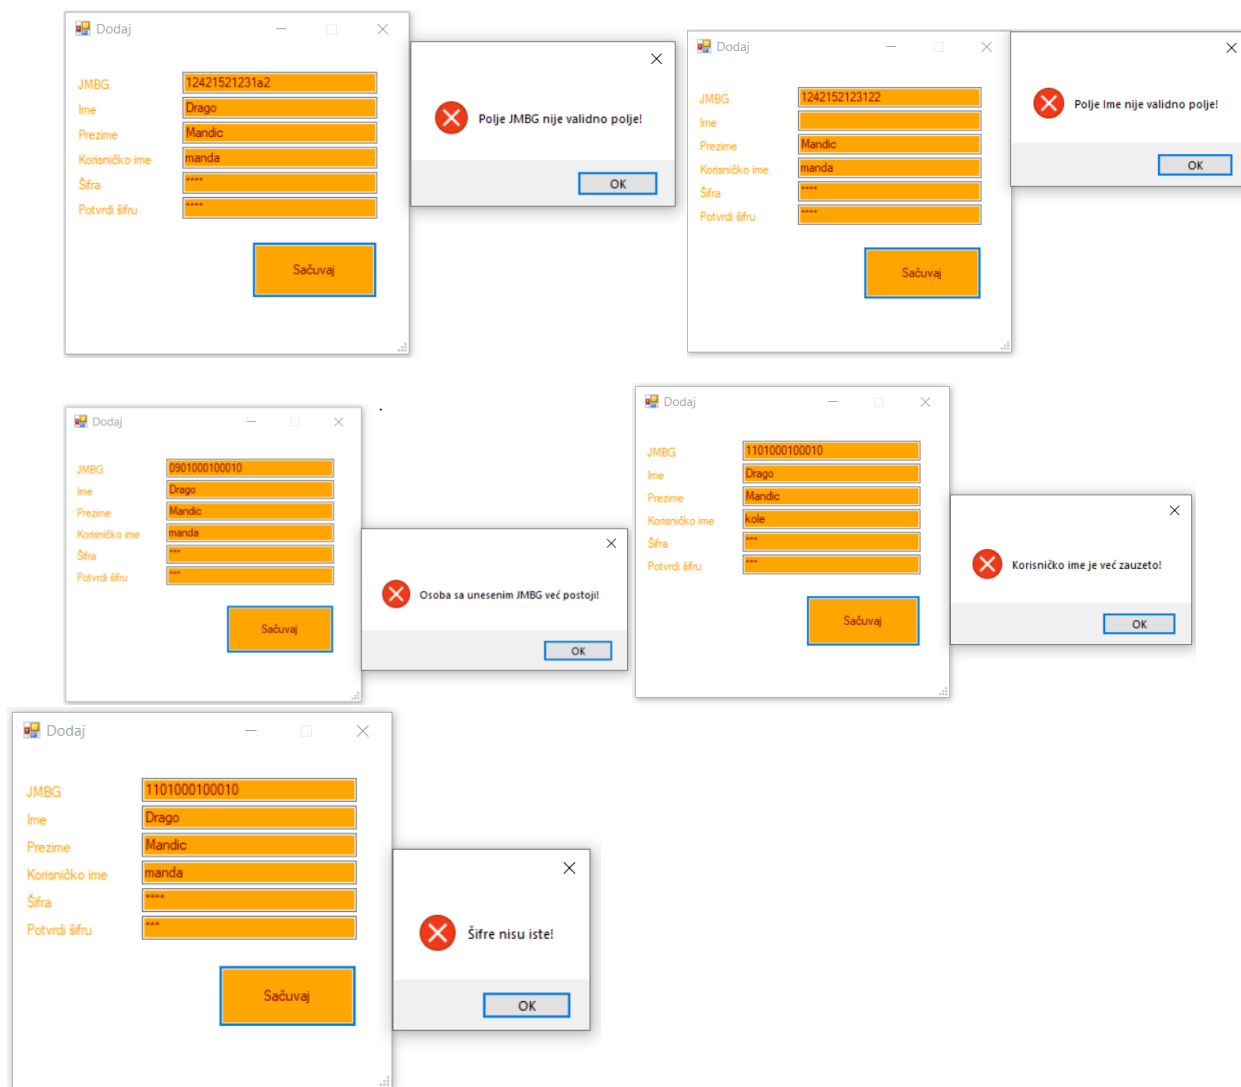 Dodaj
JMBG 12421521231a2
Ime Drago
Prezime Mandic
Korisničko ime manda
Šifra ****
Potvrdi šifru ****
Sačuvaj
Polje JMBG nije validno polje!
OK
Dodaj
JMBG 1242152123122
Ime
Prezime Mandic
Korisničko ime manda
Šifra ****
Potvrdi šifru ****
Sačuvaj
Polje Ime nije validno polje!
OK
Dodaj
JMBG 0901000100010
Ime Drago
Prezime Mandic
Korisničko ime manda
Šifra ***
Potvrdi šifru ***
Sačuvaj
Osoba sa unesenim JMBG već postoji!
OK
.
Dodaj
JMBG 1101000100010
Ime Drago
Prezime Mandic
Korisničko ime kole
Šifra ***
Potvrdi šifru ***
Sačuvaj
Korisničko ime je već zauzeto!
OK
Dodaj
JMBG 1101000100010
Ime Drago
Prezime Mandic
Korisničko ime manda
Šifra ****
Potvrdi šifru ***
Sačuvaj
Šifre nisu iste!
OK